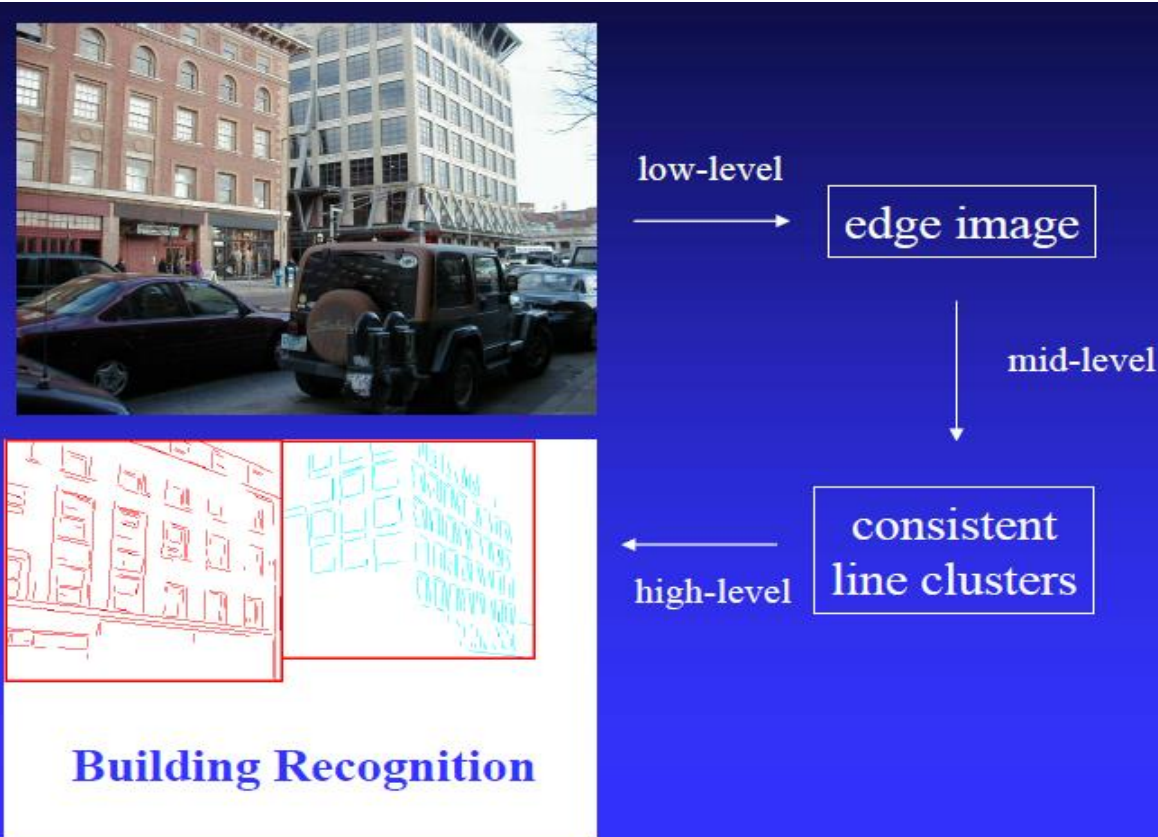 low-level
edge image
mid-level
consistent
line clusters
high-level
Building Recognition